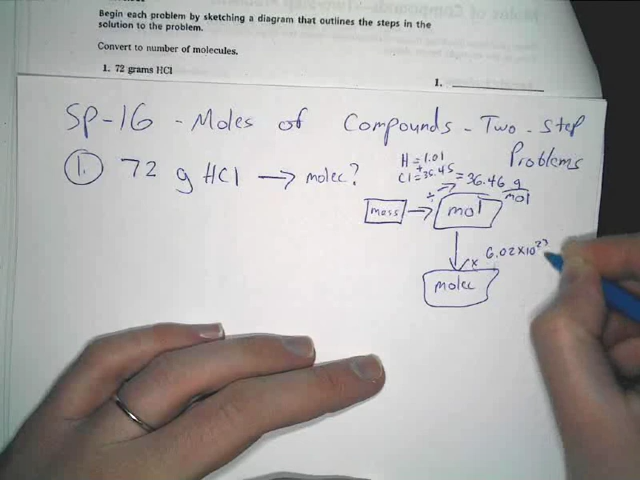 Begin each problem by sketching a diagram that outlines the steps in the
solution to the problem.
Convert to number of molecules.
1. 72 grams HCl
1.
SP-16 - Moles of Compounds - Two-Step
Problems
1. 72 g HCl → molec?
H = 1.01
+
Cl = 35.45 = 36.46 g/mol
÷
mass → mol
x 6.02x10²³
molec